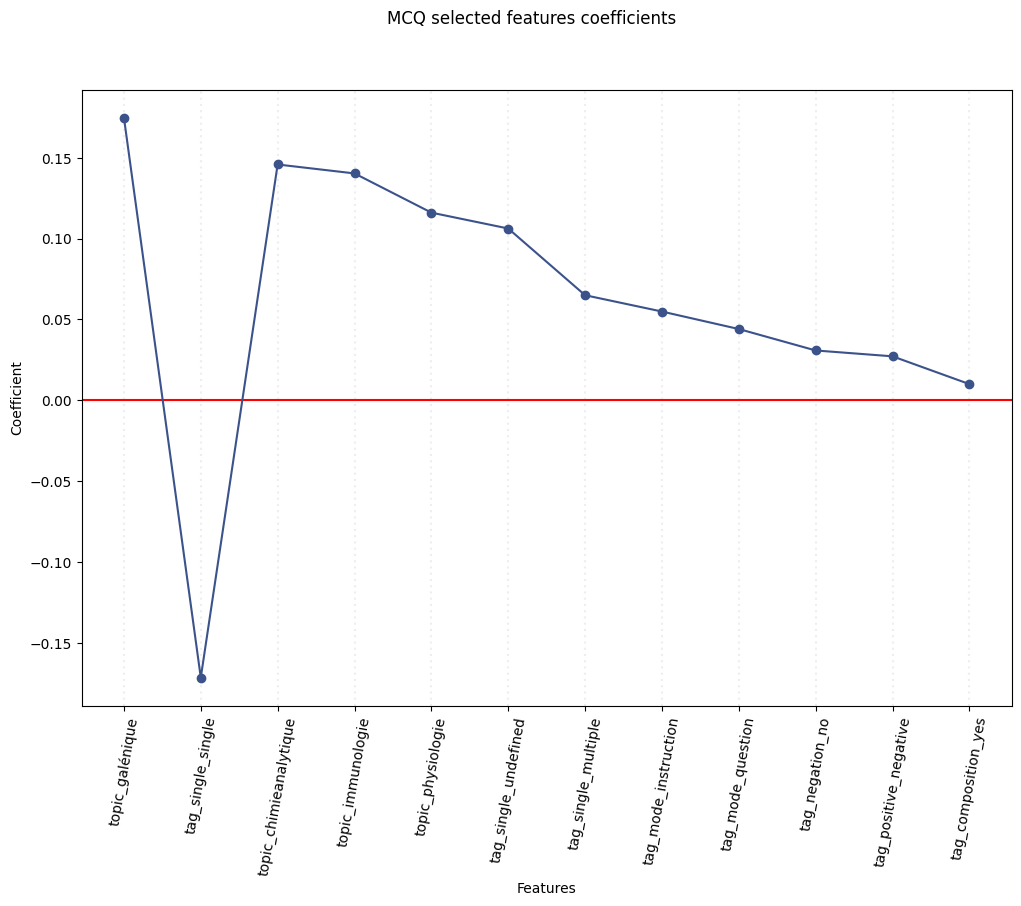 MCQ selected features coefficients
Coefficient
0.15
0.10
0.05
0.00
−0.05
−0.10
−0.15
topic_galénique
tag_single_single
topic_chimieanalytique
topic_immunologie
topic_physiologie
tag_single_undefined
tag_single_multiple
tag_mode_instruction
tag_mode_question
tag_negation_no
tag_positive_negative
tag_composition_yes
Features